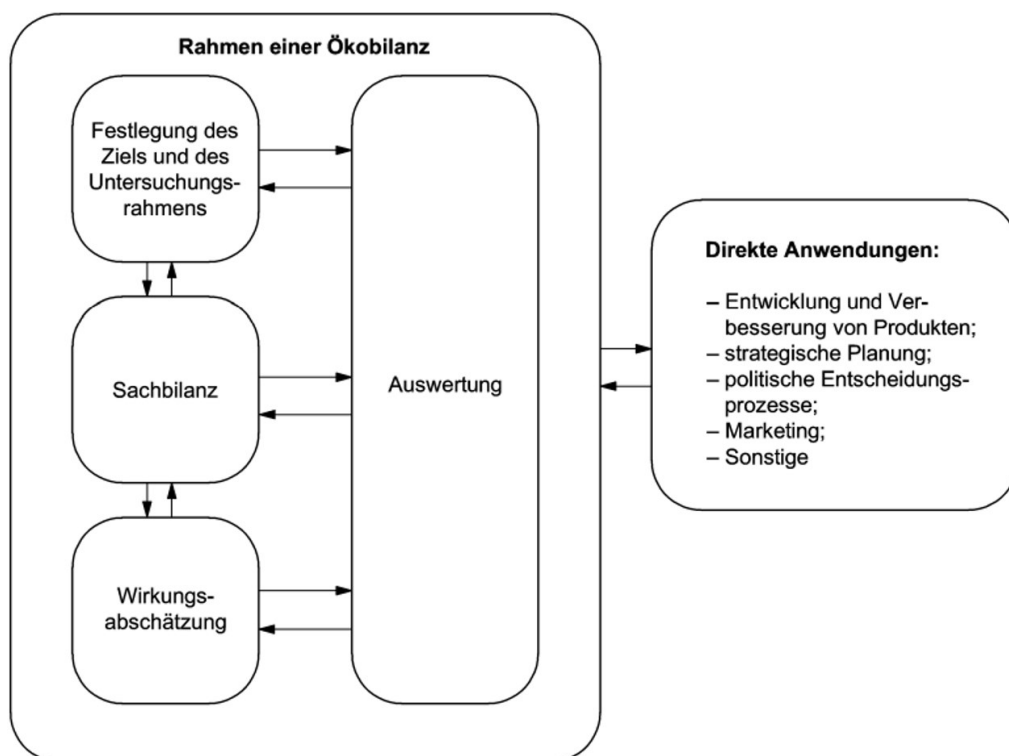 Rahmen einer Ökobilanz
Festlegung des
Ziels und des
Untersuchungs-
rahmens
Sachbilanz
Wirkungs-
abschätzung
Auswertung
Direkte Anwendungen:
– Entwicklung und Ver-
besserung von Produkten;
– strategische Planung;
– politische Entscheidungs-
prozesse;
– Marketing;
– Sonstige